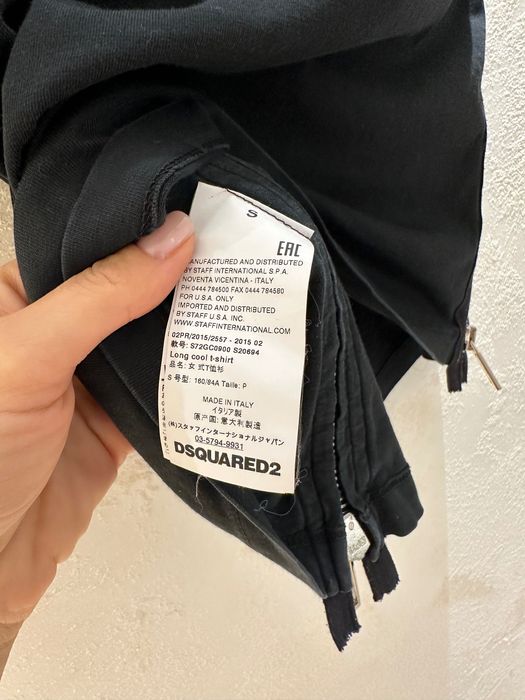 S
EAC
MANUFACTURED AND DISTRIBUTED
BY STAFF INTERNATIONAL S.P.A.
NOVENTA VICENTINA - ITALY
PH 0444 784500 FAX 0444 784580
FOR U.S.A. ONLY
IMPORTED AND DISTRIBUTED
BY STAFF U.S.A. INC.
WWW.STAFFINTERNATIONAL.COM
02PR/2015/2557 - 2015 02
款号: S72GC0900 S20694
Long cool t-shirt
品名: 女 式T恤衫
S 号型: 160/84A Taille: P
MADE IN ITALY
イタリア製
原户国: 意大利製造
(株)スタッフインターナショナルジャパン
03-5794-9931
DSQUARED2